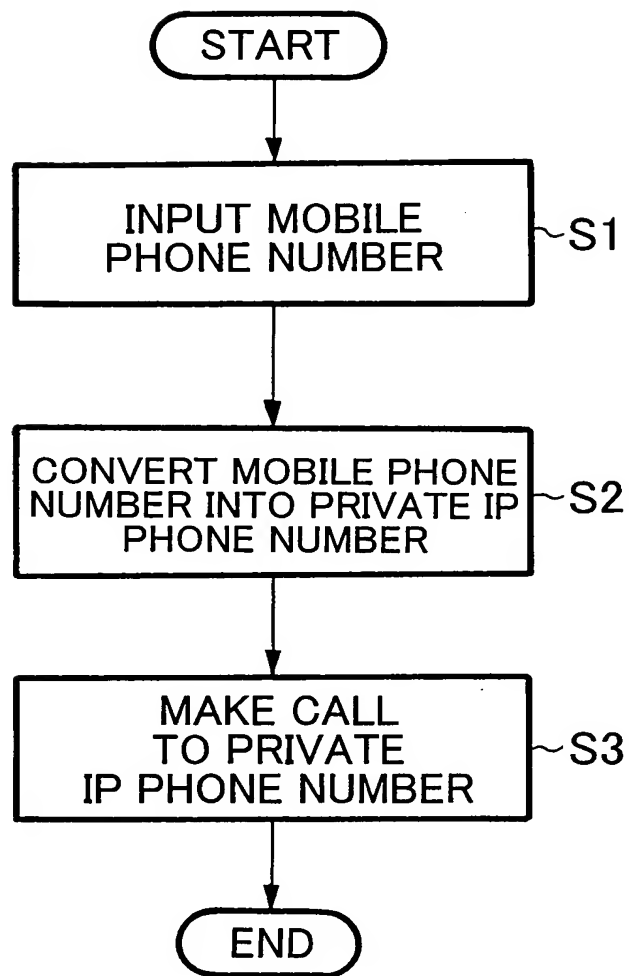 START
INPUT MOBILE
PHONE NUMBER
S1
CONVERT MOBILE PHONE
NUMBER INTO PRIVATE IP
PHONE NUMBER
S2
MAKE CALL
TO PRIVATE
IP PHONE NUMBER
S3
END